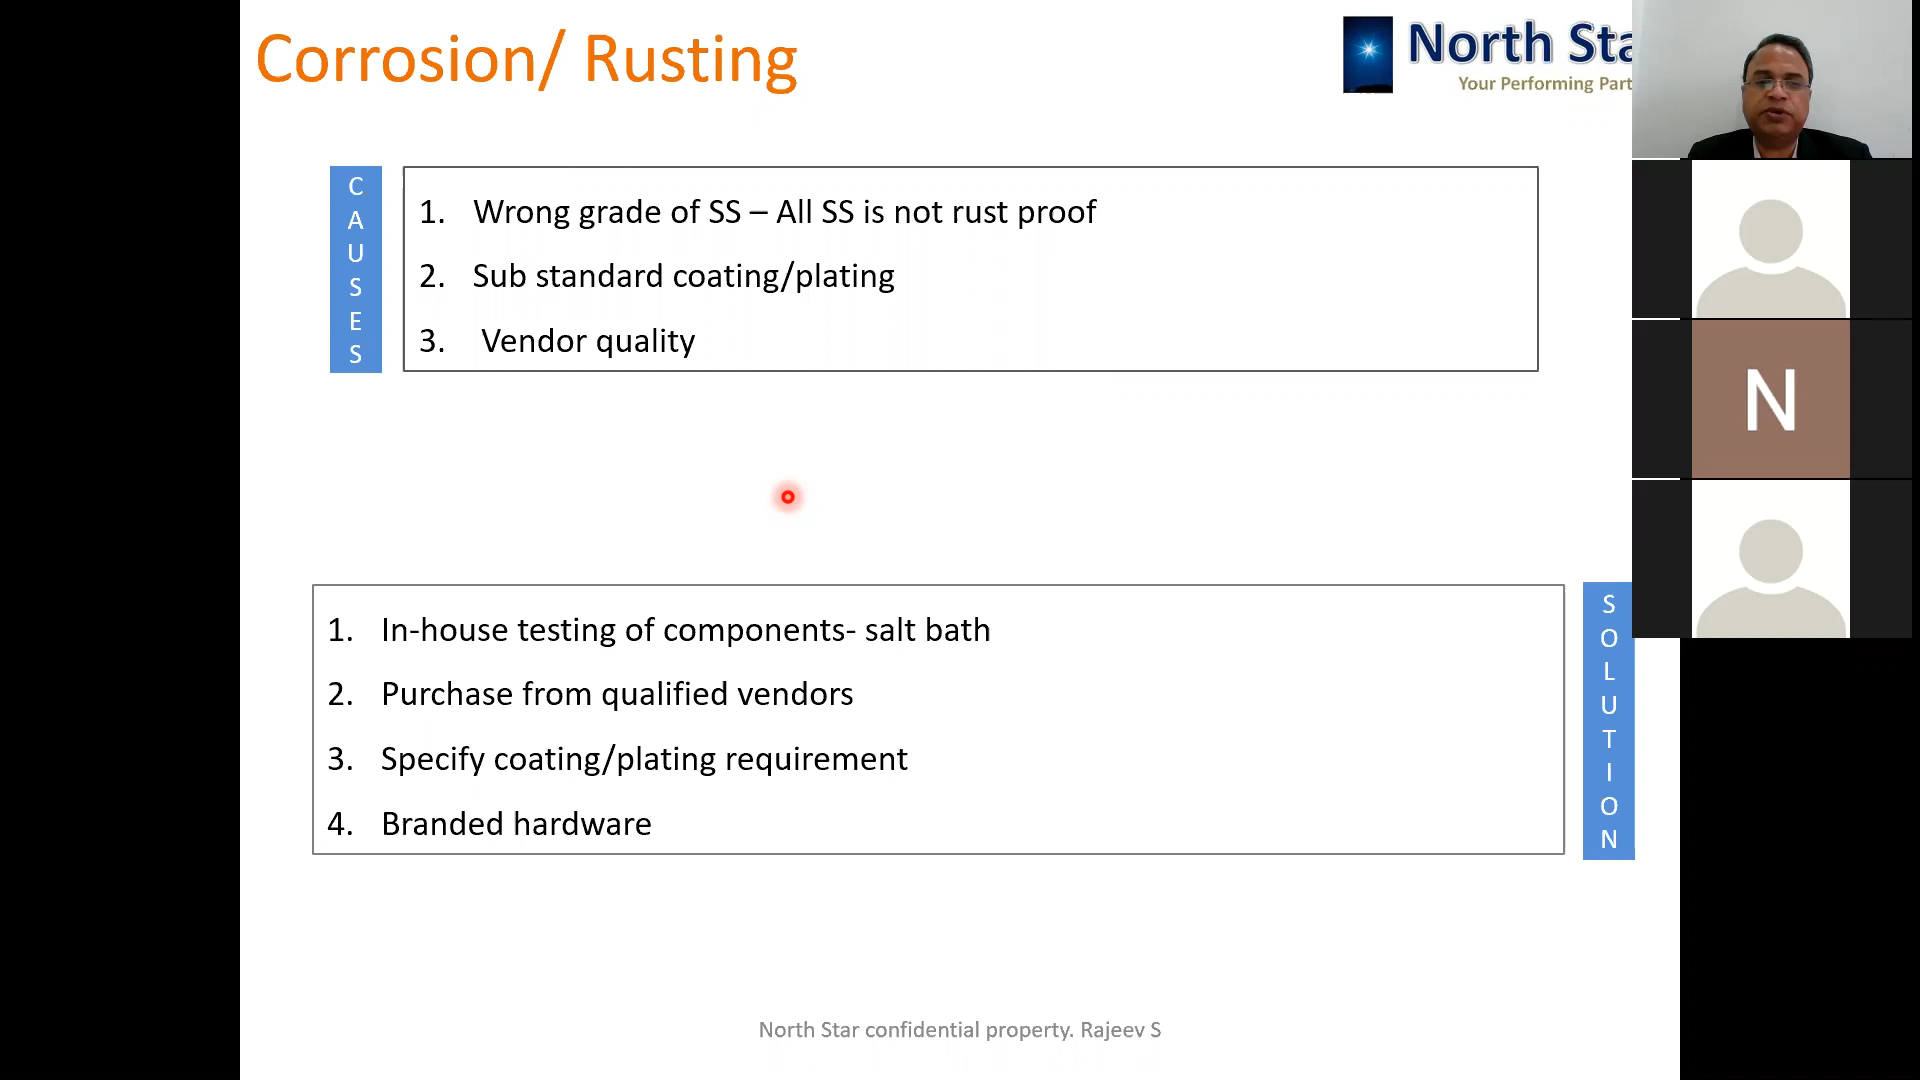 Corrosion/ Rusting
North Sta
Your Performing Part
CAUSES
1. Wrong grade of SS – All SS is not rust proof
2. Sub standard coating/plating
3. Vendor quality
N
1. In-house testing of components- salt bath
2. Purchase from qualified vendors
3. Specify coating/plating requirement
4. Branded hardware
SOLUTION
North Star confidential property. Rajeev S